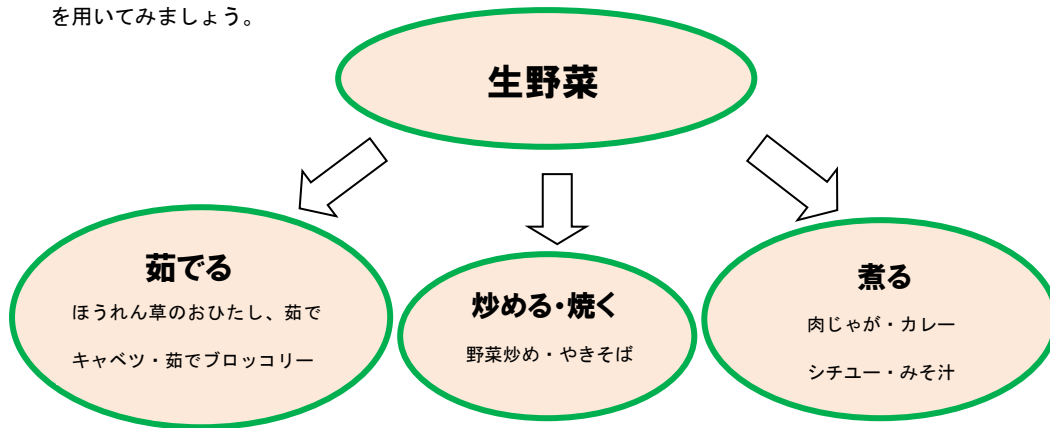 を用いてみましょう。
生野菜
茹でる
ほうれん草のおひたし、茹で
キャベツ・茹でブロッコリー
炒める・焼く
野菜炒め・やきそば
煮る
肉じゃが・カレー
シチユー・みそ汁